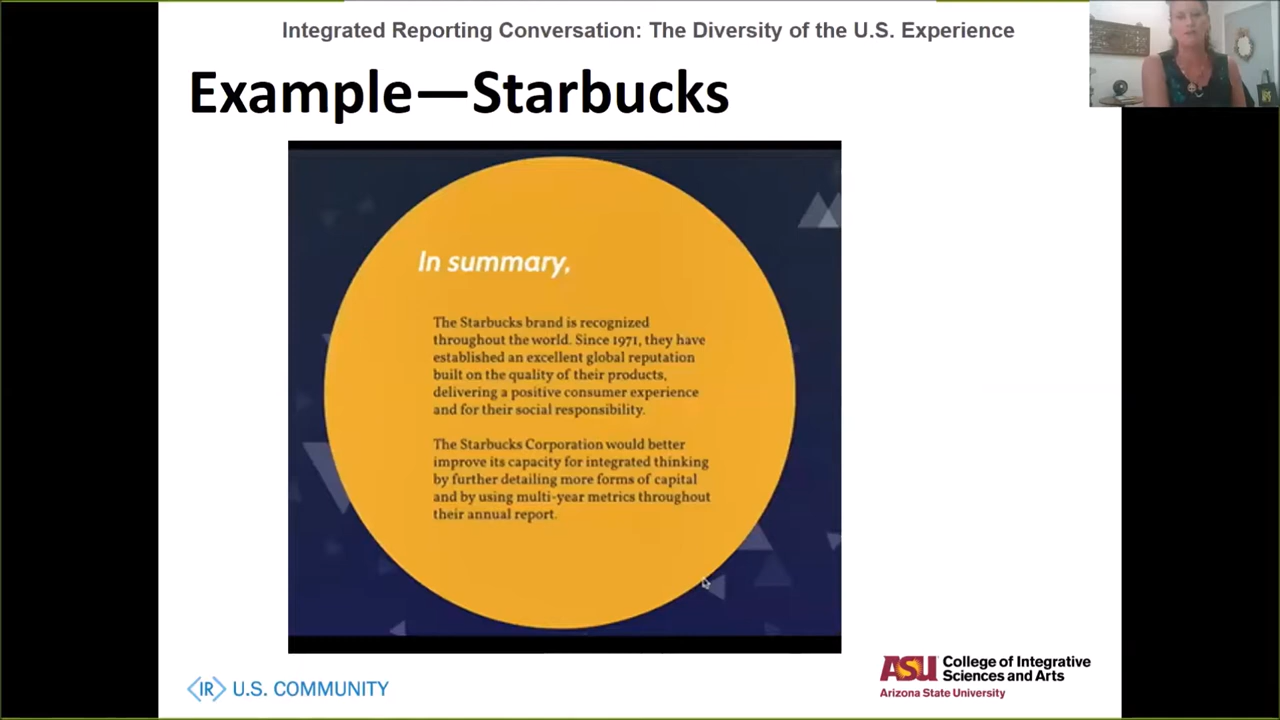 Integrated Reporting Conversation: The Diversity of the U.S. Experience
Example—Starbucks
In summary,
The Starbucks brand is recognized
throughout the world. Since 1971, they have
established an excellent global reputation
built on the quality of their products,
delivering a positive consumer experience
and for their social responsibility.
The Starbucks Corporation would better
improve its capacity for integrated thinking
by further detailing more forms of capital
and by using multi-year metrics throughout
their annual report.
<IR> U.S. COMMUNITY
ASU College of Integrative
Sciences and Arts
Arizona State University